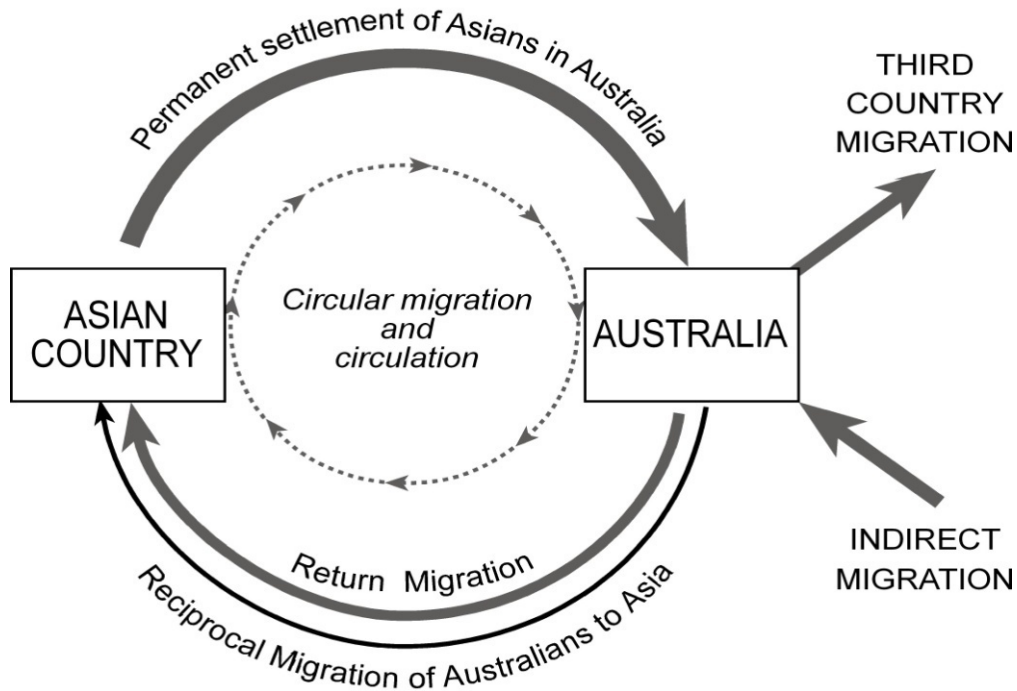 Permanent settlement of Asians in Australia
THIRD
COUNTRY
MIGRATION
ASIAN
COUNTRY
Circular migration
and
circulation
AUSTRALIA
Return Migration
Reciprocal Migration of Australians to Asia
INDIRECT
MIGRATION